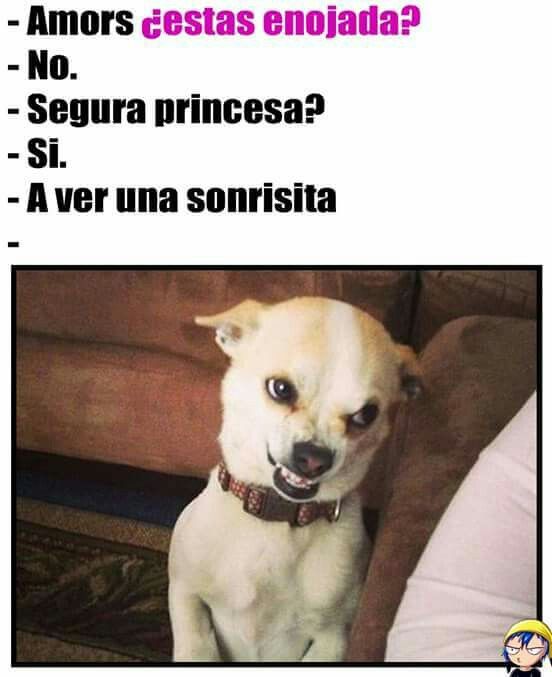 - Amors ¿estas enojada?
- No.
- Segura princesa?
- Si.
- A ver una sonrisita
-